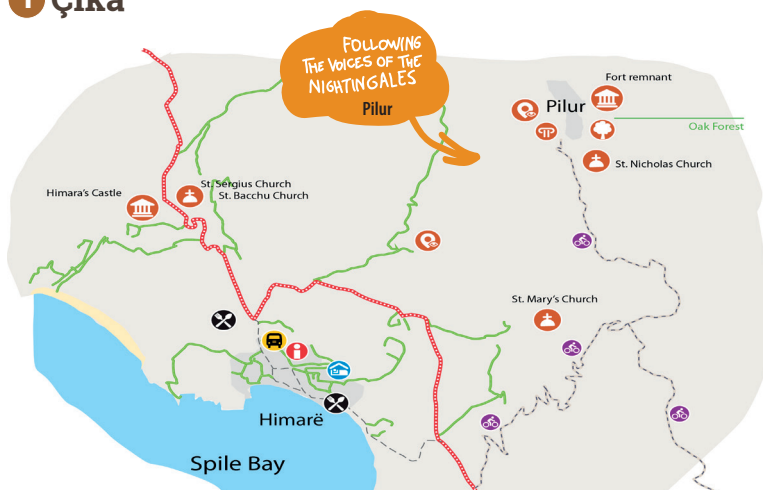 1 Çika
FOLLOWING
THE VOICES OF THE
NIGHTINGALES
Pilur
Fort remnant
Pilur
Oak Forest
St. Nicholas Church
Himara's Castle
St. Sergius Church
St. Bacchu Church
St. Mary's Church
Himarë
Spile Bay